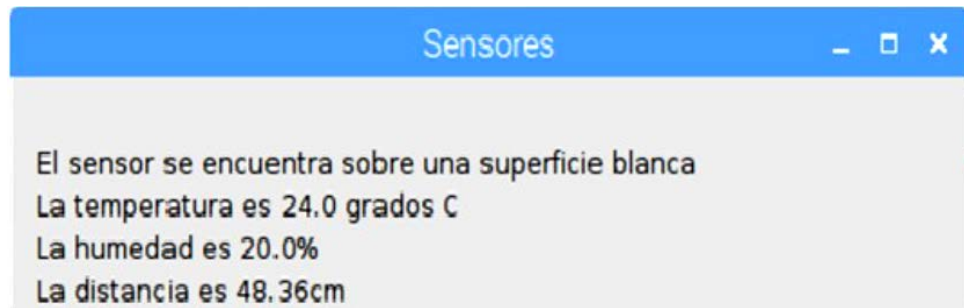 Sensores
El sensor se encuentra sobre una superficie blanca
La temperatura es 24.0 grados C
La humedad es 20.0%
La distancia es 48.36cm